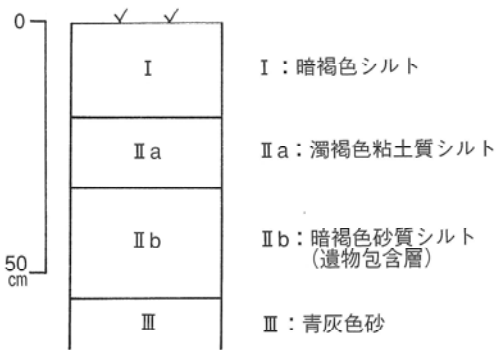 0
Ⅰ
Ⅰ：暗褐色シルト
Ⅱa
Ⅱa：濁褐色粘土質シルト
Ⅱb
Ⅱb：暗褐色砂質シルト
(遺物包含層)
50
cm
Ⅲ
Ⅲ：青灰色砂